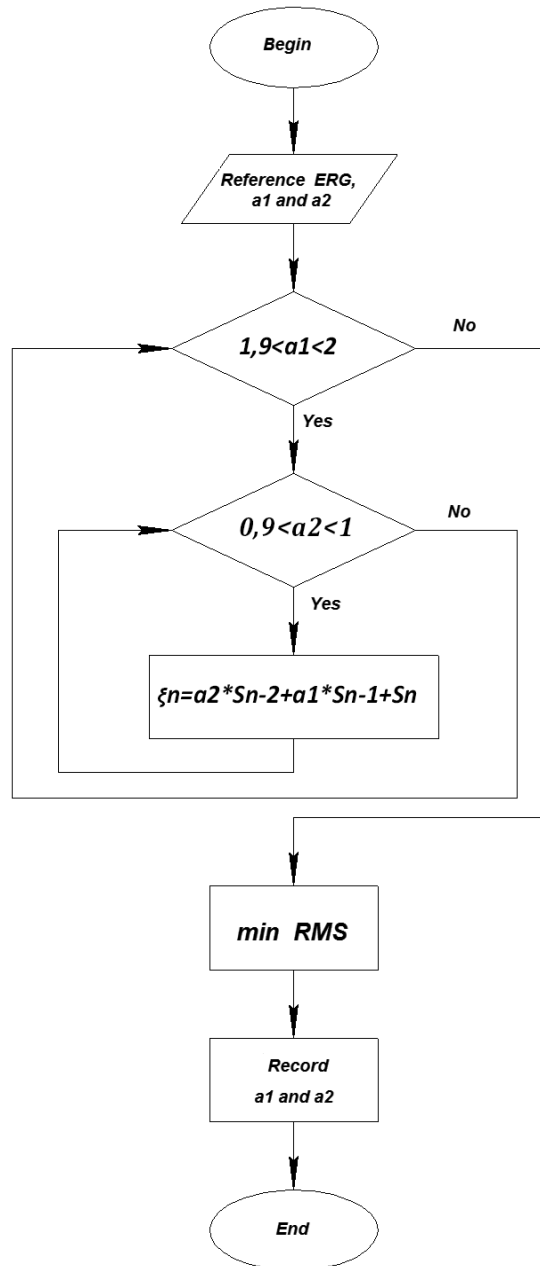 Begin
Reference ERG,
a1 and a2
1,9<a1<2
No
Yes
0,9<a2<1
No
Yes
ξn=a2*Sn-2+a1*Sn-1+Sn
min RMS
Record
a1 and a2
End